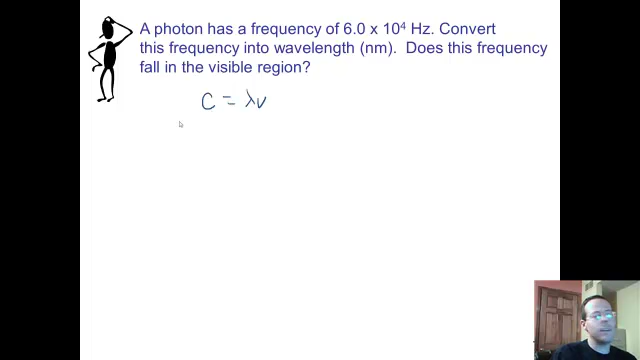 A photon has a frequency of 6.0 x 10⁴ Hz. Convert
this frequency into wavelength (nm). Does this frequency
fall in the visible region?
c = λν